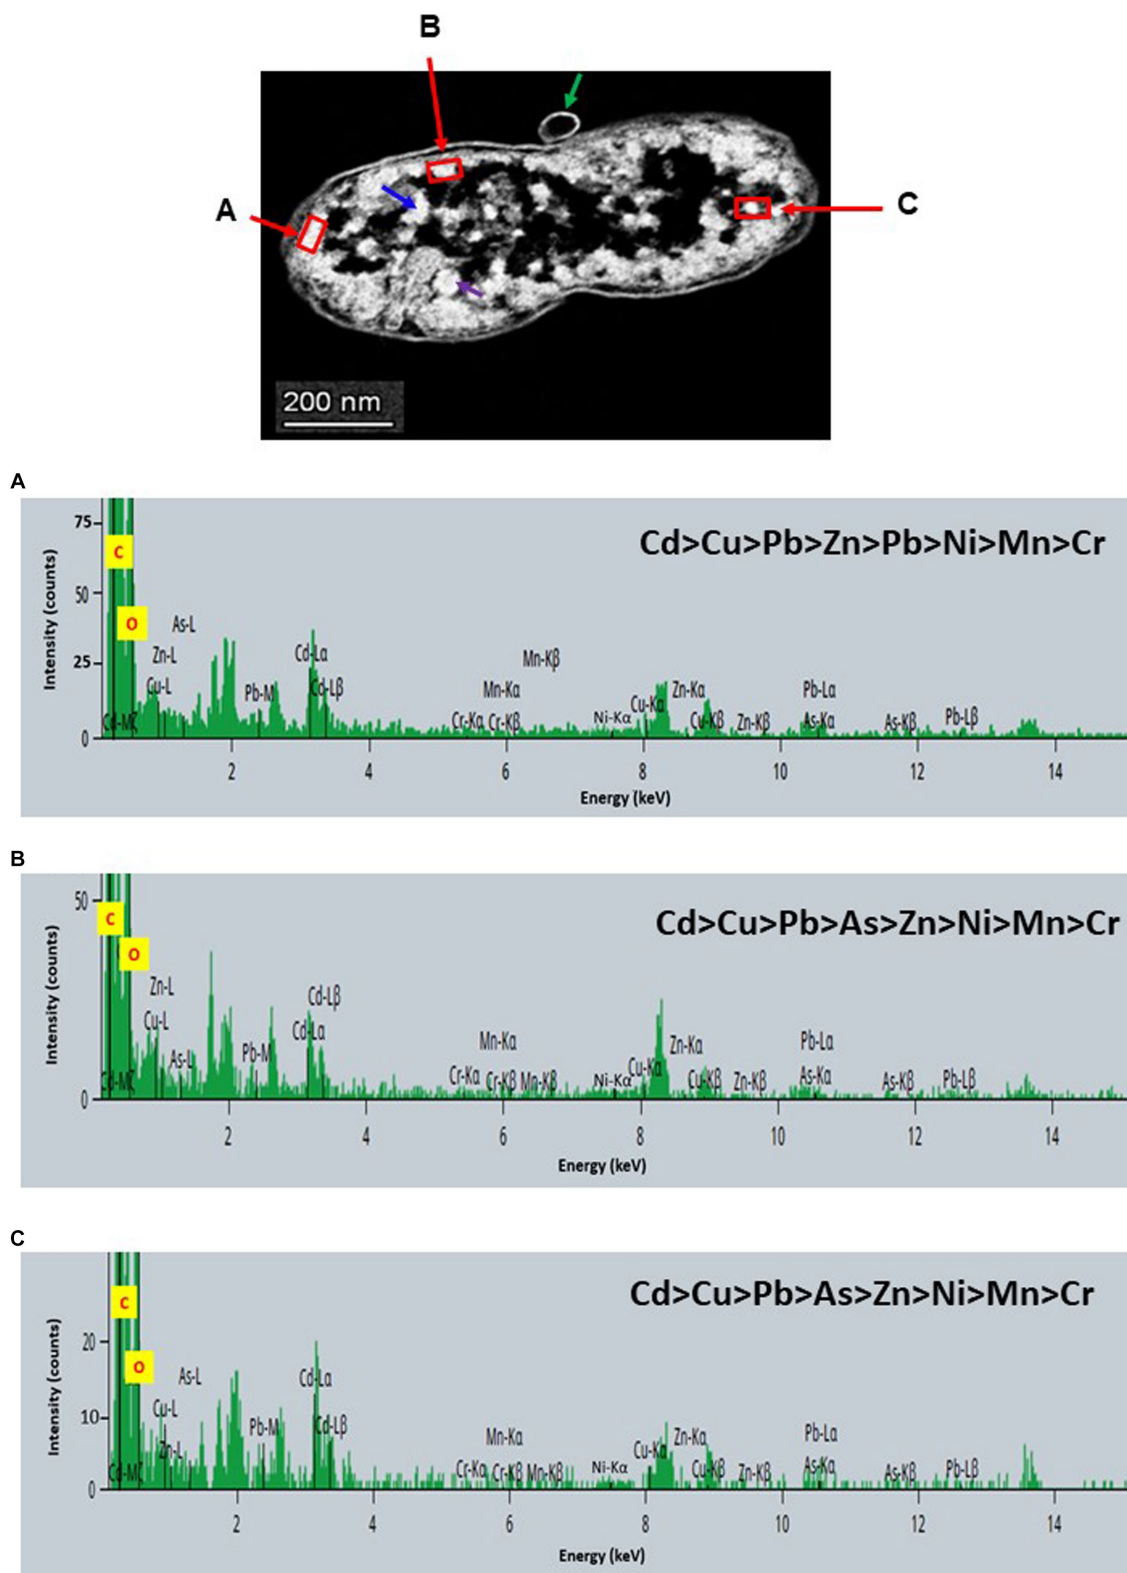 B
A
C
200 nm
A
Cd>Cu>Pb>Zn>Pb>Ni>Mn>Cr
75
50
25
0
Intensity (counts)
C
O
As-L
Zn-L
Cu-L
Cd-Mζ
Pb-M
Cd-Lα
Cd-Lβ
Mn-Kβ
Mn-Kα
Cr-Kα
Cr-Kβ
Ni-Kα
Cu-Kα
Zn-Kα
Cu-Kβ
Zn-Kβ
Pb-Lα
As-Kα
As-Kβ
Pb-Lβ
2 4 6 8 10 12 14
Energy (keV)
B
Cd>Cu>Pb>As>Zn>Ni>Mn>Cr
50
0
Intensity (counts)
C
O
Zn-L
Cu-L
As-L
Cd-Mζ
Pb-M
Cd-Lβ
Cd-Lα
Mn-Kα
Cr-Kα
Cr-Kβ
Mn-Kβ
Ni-Kα
Cu-Kα
Zn-Kα
Cu-Kβ
Zn-Kβ
Pb-Lα
As-Kα
As-Kβ
Pb-Lβ
2 4 6 8 10 12 14
Energy (keV)
C
Cd>Cu>Pb>As>Zn>Ni>Mn>Cr
20
10
0
Intensity (counts)
C
O
As-L
Cu-L
Zn-L
Cd-Mζ
Pb-M
Cd-Lα
Cd-Lβ
Mn-Kα
Cr-Kα
Cr-Kβ
Mn-Kβ
Ni-Kα
Cu-Kα
Zn-Kα
Cu-Kβ
Zn-Kβ
Pb-Lα
As-Kα
As-Kβ
Pb-Lβ
2 4 6 8 10 12 14
Energy (keV)